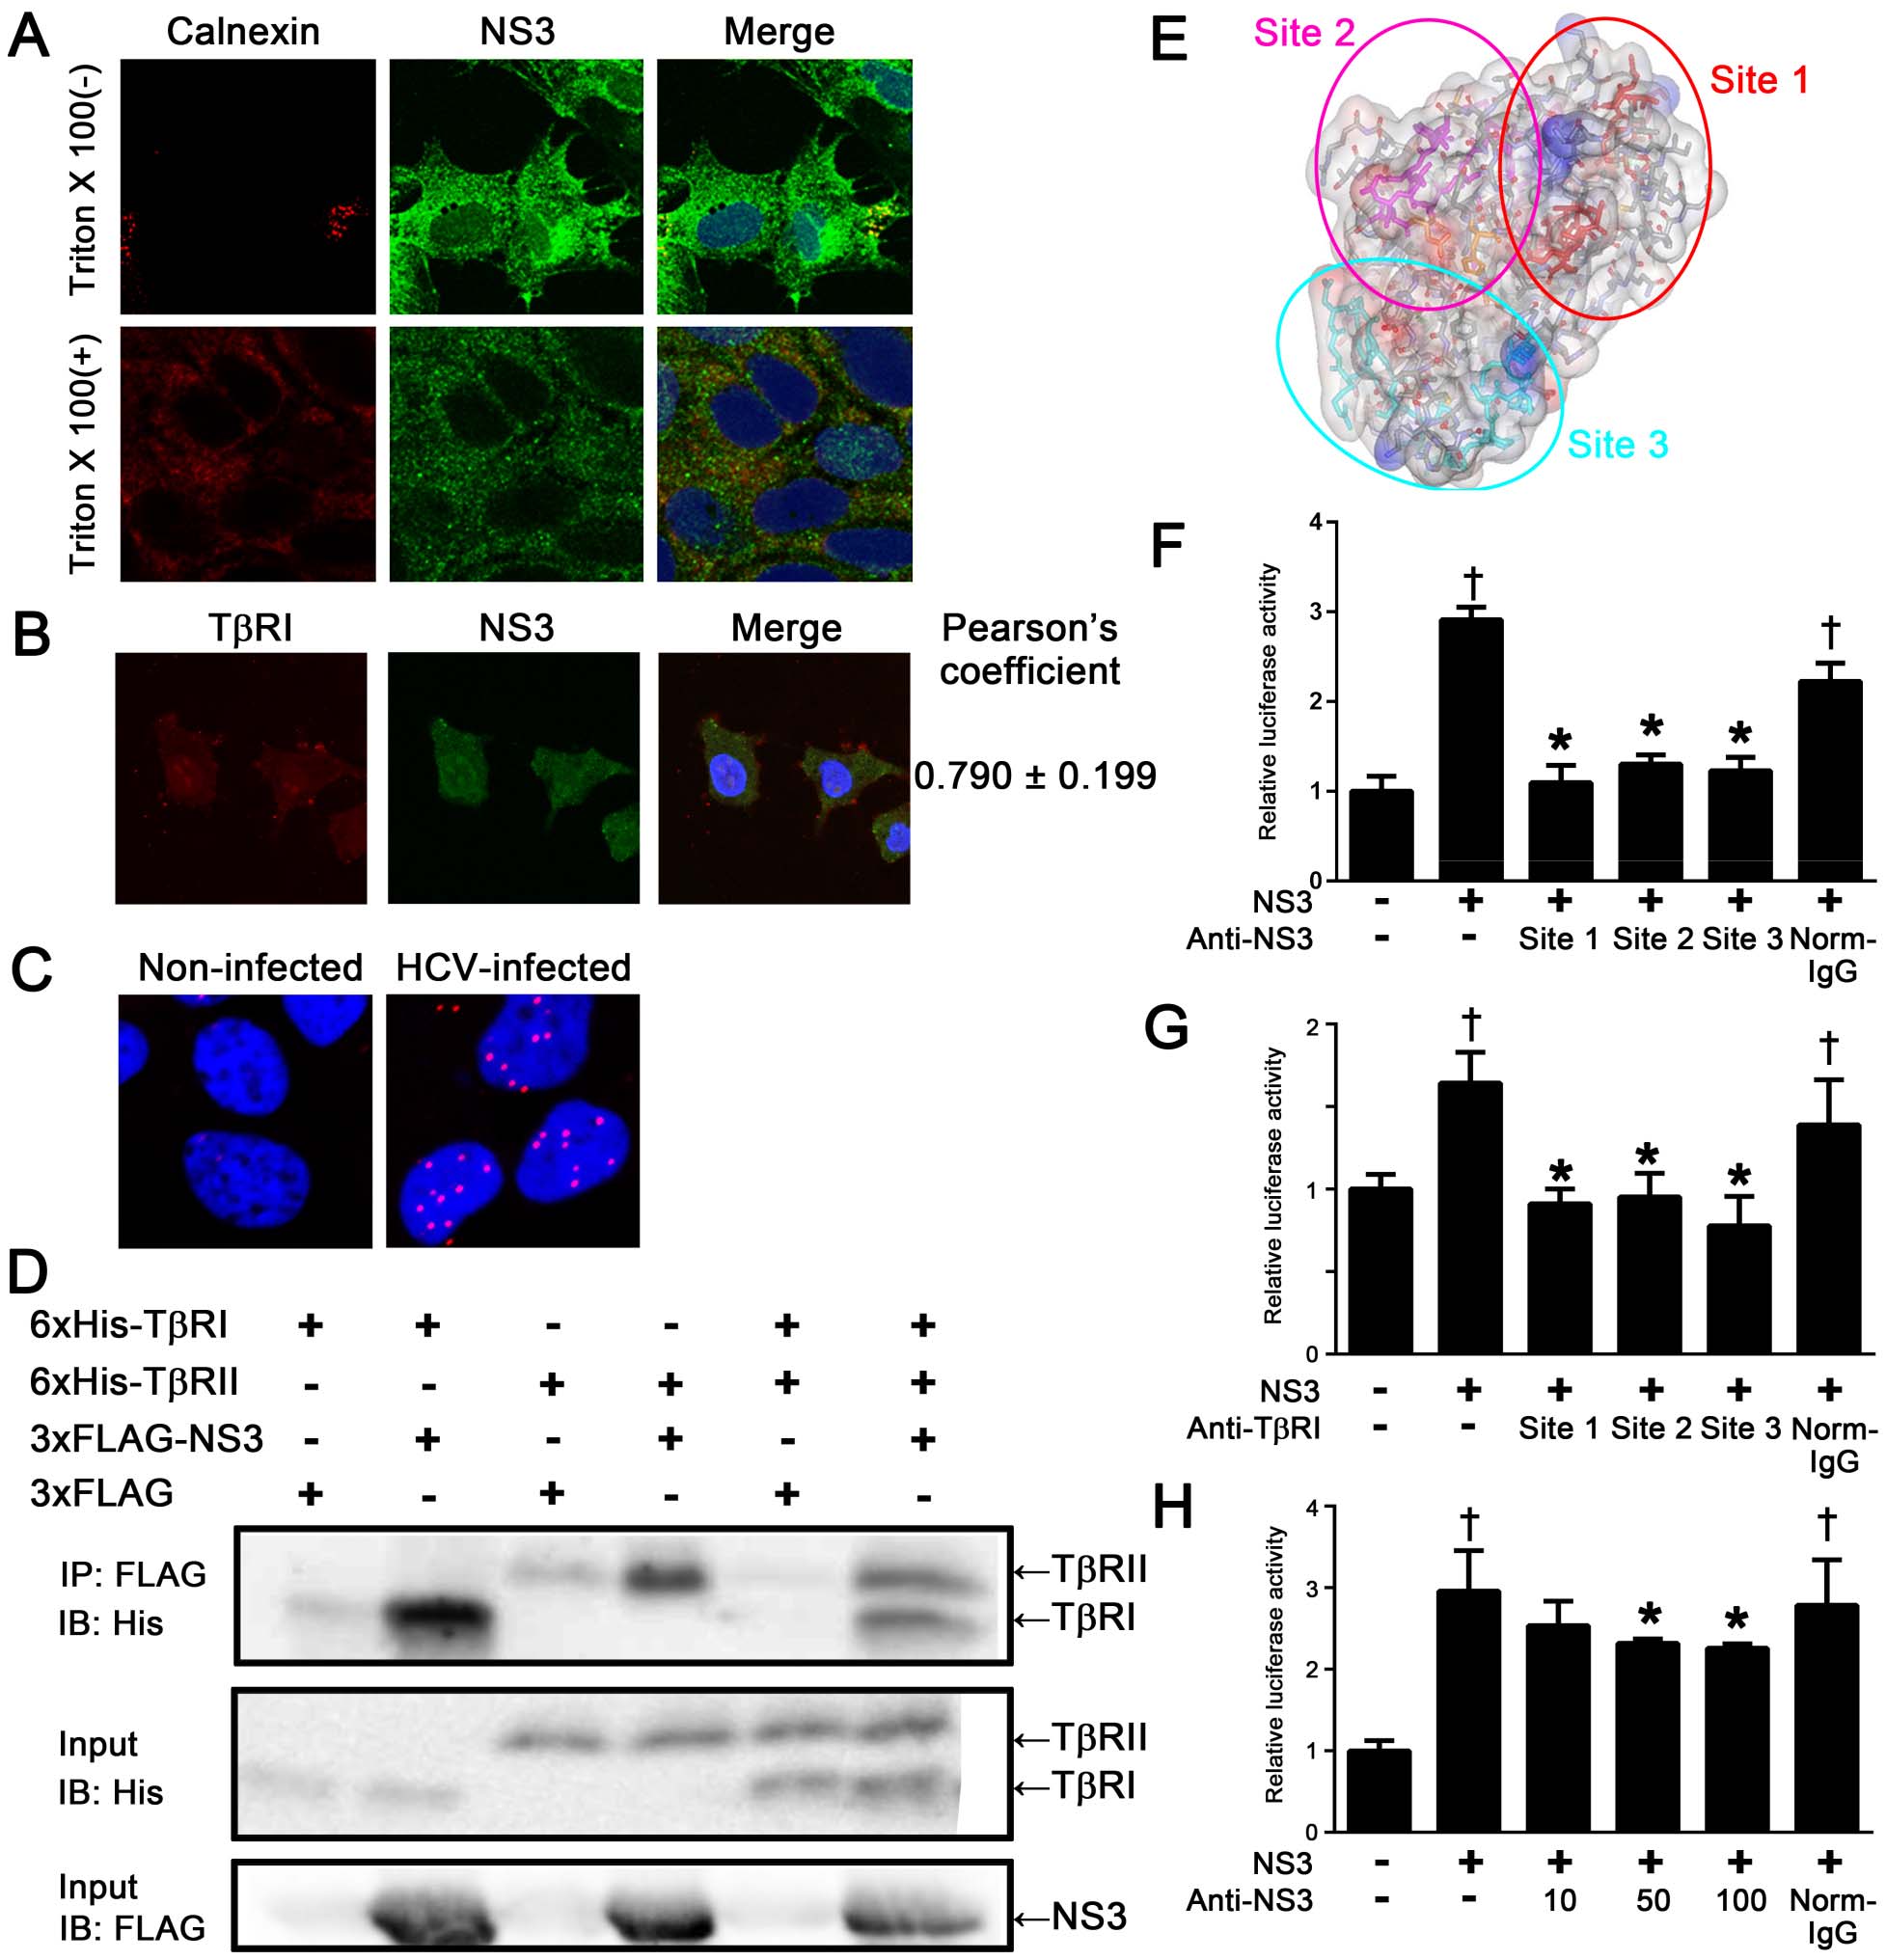 A
Calnexin NS3 Merge
Triton X 100(-)
Triton X 100(+)
B
TβRI NS3 Merge Pearson's
coefficient
0.790 ± 0.199
C
Non-infected HCV-infected
D
6xHis-TβRI + + - - + +
6xHis-TβRII - - + + + +
3xFLAG-NS3 - + - + - +
3xFLAG + - + - + -
IP: FLAG
IB: His
←TβRII
←TβRI
Input
IB: His
←TβRII
←TβRI
Input
IB: FLAG
←NS3
E
Site 2
Site 1
Site 3
F
Relative luciferase activity
4
3
2
1
0
†
*
*
*
†
NS3 - + + + + +
Anti-NS3 - - Site 1 Site 2 Site 3 Norm-
IgG
G
Relative luciferase activity
2
1
0
†
*
*
*
†
NS3 - + + + + +
Anti-TβRI - - Site 1 Site 2 Site 3 Norm-
IgG
H
Relative luciferase activity
4
3
2
1
0
†
*
*
†
NS3 - + + + + +
Anti-NS3 - - 10 50 100 Norm-
IgG